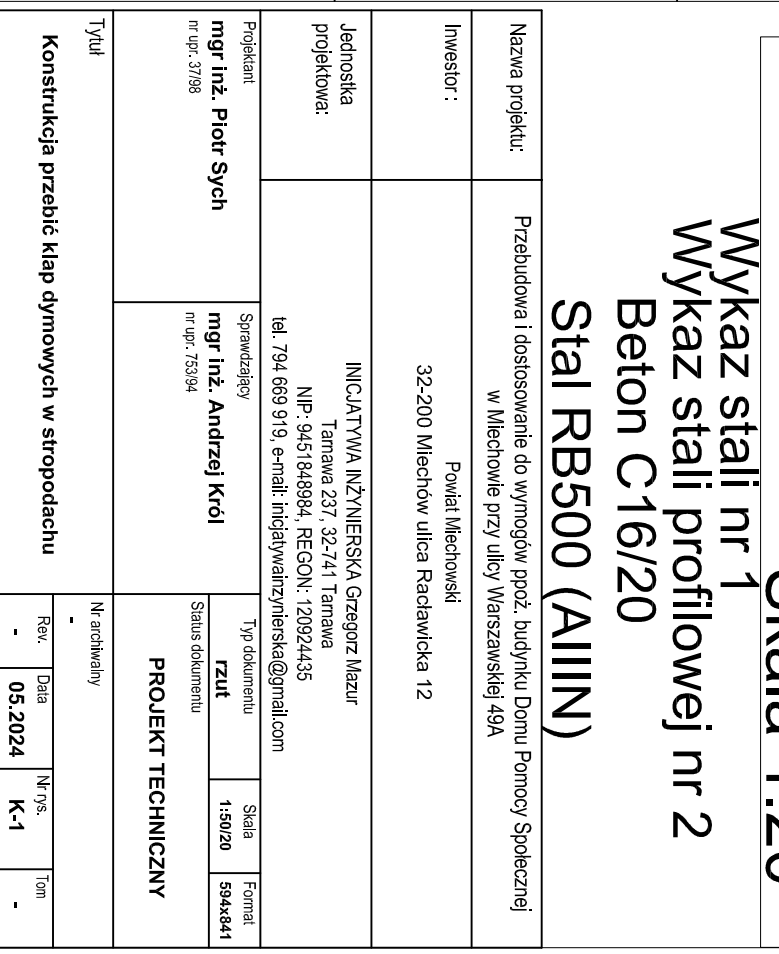 Wykaz stali nr 1
Wykaz stali profilowej nr 2
Beton C16/20
Stal RB500 (AIIIN)
Nazwa projektu:
Przebudowa i dostosowanie do wymogów ppoż. budynku Domu Pomocy Społecznej
w Miechowie przy ulicy Warszawskiej 49A
Inwestor :
Powiat Miechowski
32-200 Miechów ulica Racławicka 12
Jednostka
projektowa:
INICJATYWA INŻYNIERSKA Grzegorz Mazur
Tarnawa 237, 32-741 Tarnawa
NIP: 9451848984, REGON: 120924435
tel. 794 669 919, e-mail: inicjatywainzynierska@gmail.com
Projektant
mgr inż. Piotr Sych
nr upr. 37/98
Sprawdzający
mgr inż. Andrzej Król
nr upr. 753/94
Typ dokumentu
rzut
Skala
1:50/20
Format
594x841
Status dokumentu
PROJEKT TECHNICZNY
Tytuł
Konstrukcja przebić klap dymowych w stropodachu
Nr archiwalny
-
Rev.
-
Data
05.2024
Nr rys.
K-1
Tom
-